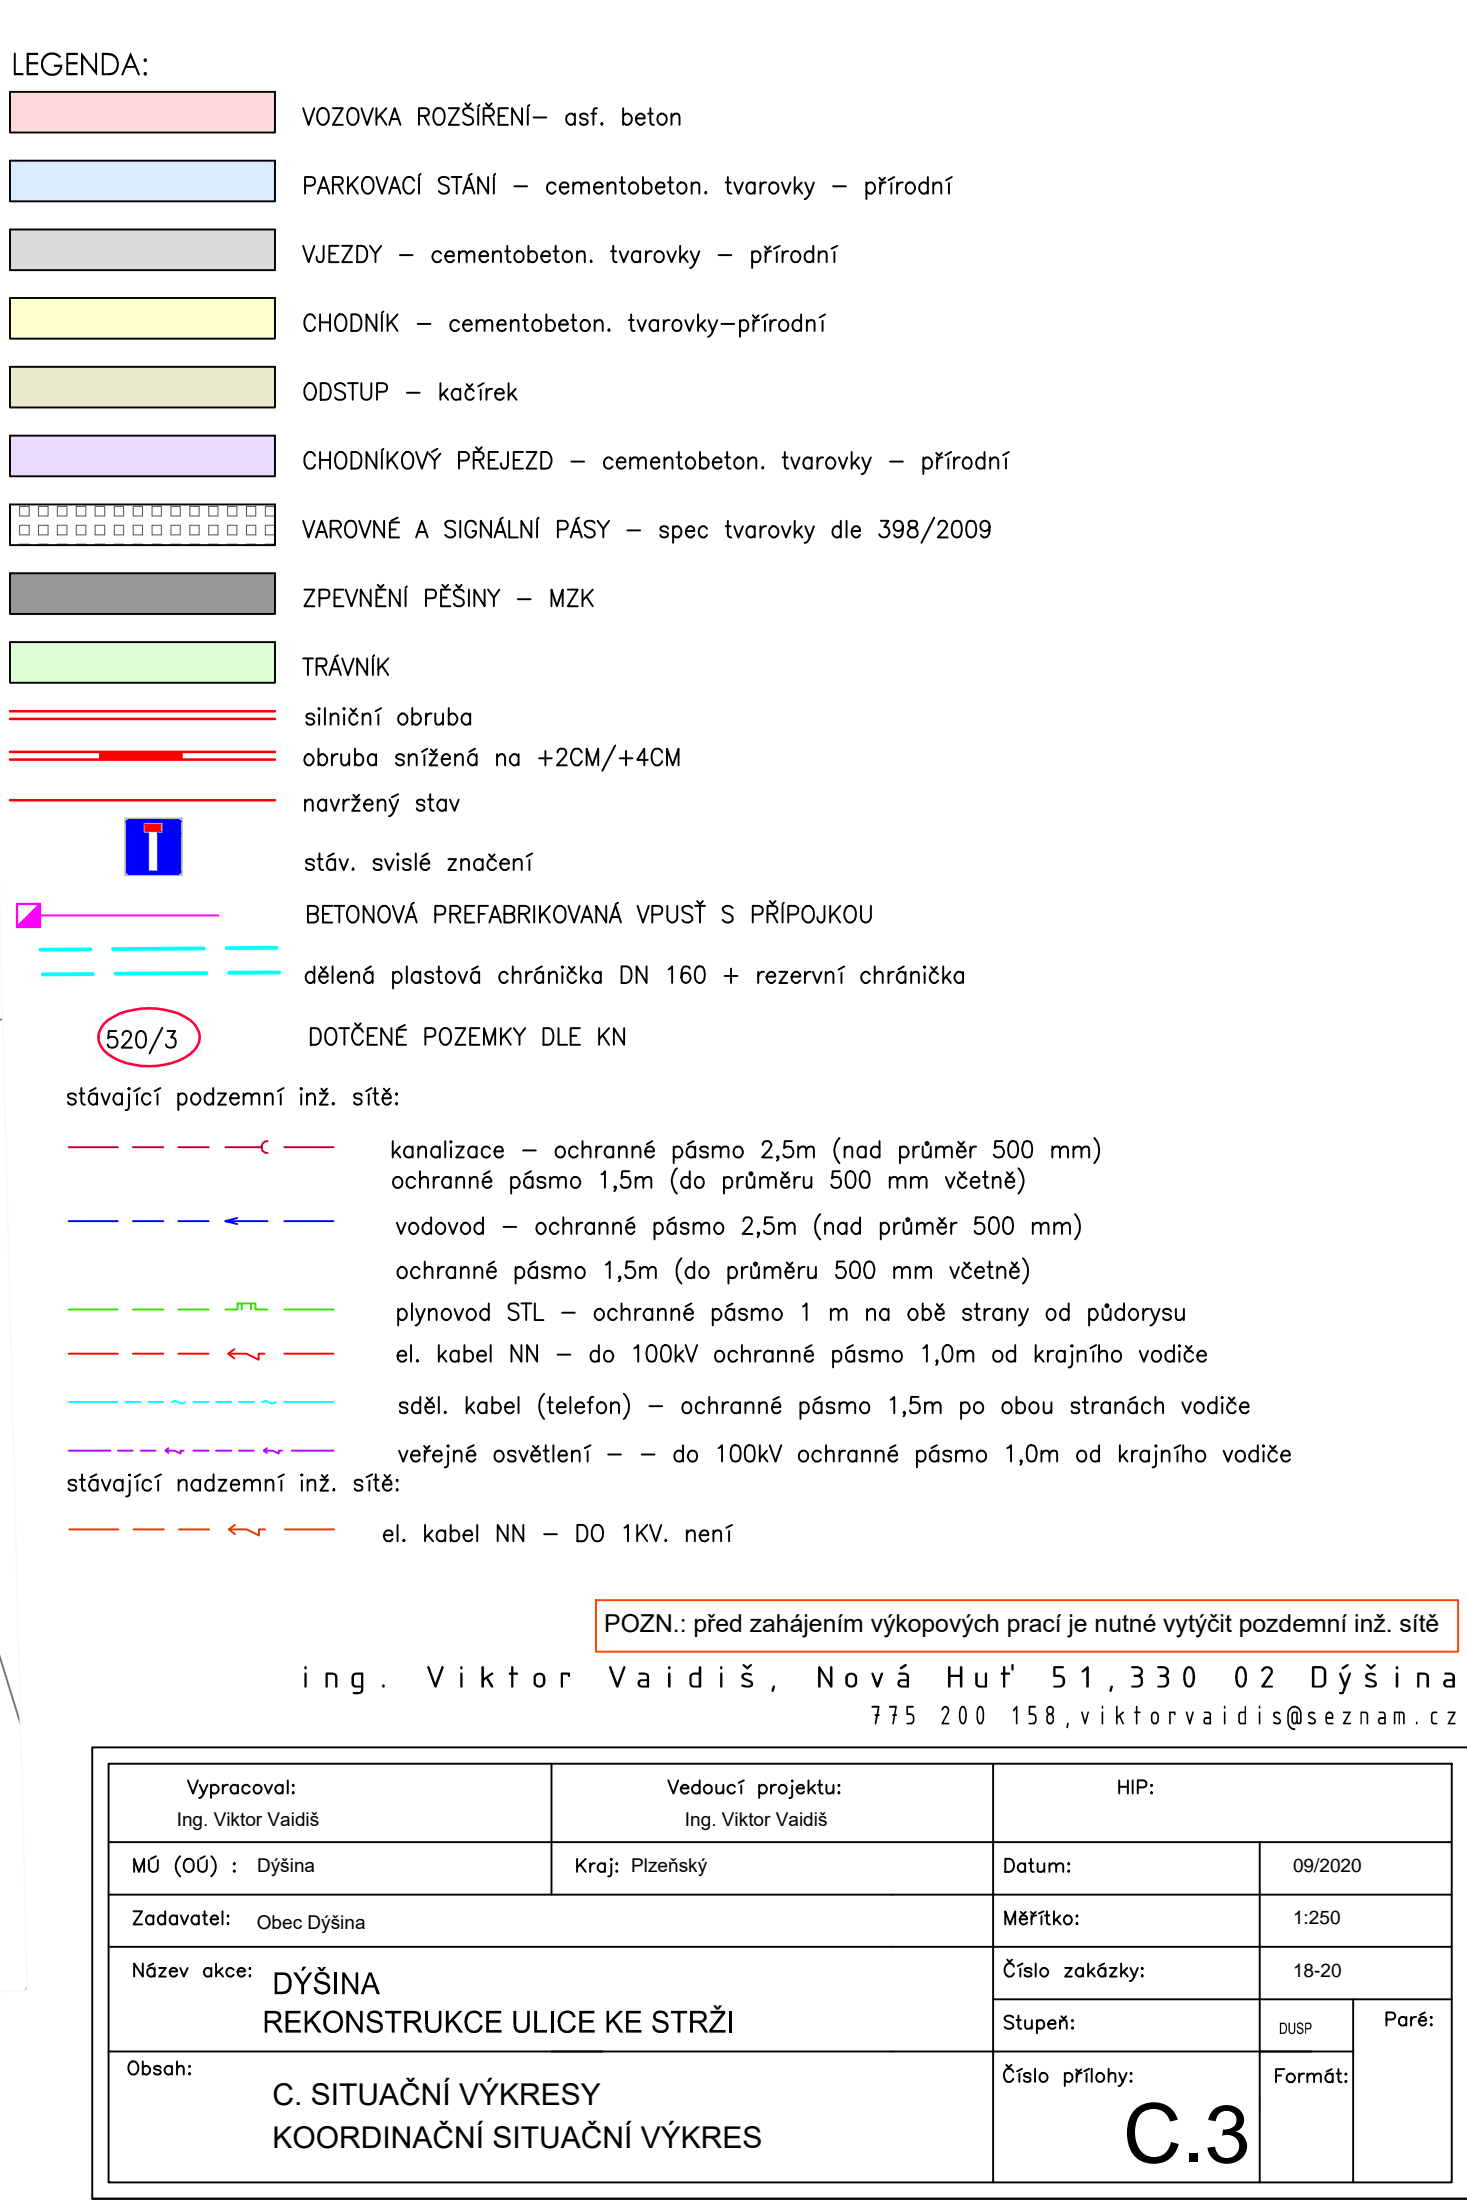 LEGENDA:
VOZOVKA ROZŠÍŘENÍ– asf. beton
PARKOVACÍ STÁNÍ – cementobeton. tvarovky – přírodní
VJEZDY – cementobeton. tvarovky – přírodní
CHODNÍK – cementobeton. tvarovky–přírodní
ODSTUP – kačírek
CHODNÍKOVÝ PŘEJEZD – cementobeton. tvarovky – přírodní
VAROVNÉ A SIGNÁLNÍ PÁSY – spec tvarovky dle 398/2009
ZPEVNĚNÍ PĚŠINY – MZK
TRÁVNÍK
silniční obruba
obruba snížená na +2CM/+4CM
navržený stav
stáv. svislé značení
BETONOVÁ PREFABRIKOVANÁ VPUSŤ S PŘÍPOJKOU
dělená plastová chránička DN 160 + rezervní chránička
520/3 DOTČENÉ POZEMKY DLE KN
stávající podzemní inž. sítě:
kanalizace – ochranné pásmo 2,5m (nad průměr 500 mm)
ochranné pásmo 1,5m (do průměru 500 mm včetně)
vodovod – ochranné pásmo 2,5m (nad průměr 500 mm)
ochranné pásmo 1,5m (do průměru 500 mm včetně)
plynovod STL – ochranné pásmo 1 m na obě strany od půdorysu
el. kabel NN – do 100kV ochranné pásmo 1,0m od krajního vodiče
sděl. kabel (telefon) – ochranné pásmo 1,5m po obou stranách vodiče
veřejné osvětlení – – do 100kV ochranné pásmo 1,0m od krajního vodiče
stávající nadzemní inž. sítě:
el. kabel NN – DO 1KV. není
POZN.: před zahájením výkopových prací je nutné vytýčit pozdemní inž. sítě
ing. Viktor Vaidiš, Nová Huť 51,330 02 Dýšina
775 200 158,viktorvaidis@seznam.cz
Vypracoval: Vedoucí projektu: HIP:
Ing. Viktor Vaidiš Ing. Viktor Vaidiš
MÚ (OÚ) : Dýšina Kraj: Plzeňský Datum: 09/2020
Zadavatel: Obec Dýšina Měřítko: 1:250
Název akce: DÝŠINA Číslo zakázky: 18-20
REKONSTRUKCE ULICE KE STRŽI Stupeň: DUSP Paré:
Obsah: C. SITUAČNÍ VÝKRESY Číslo přílohy: Formát:
KOORDINAČNÍ SITUAČNÍ VÝKRES C.3